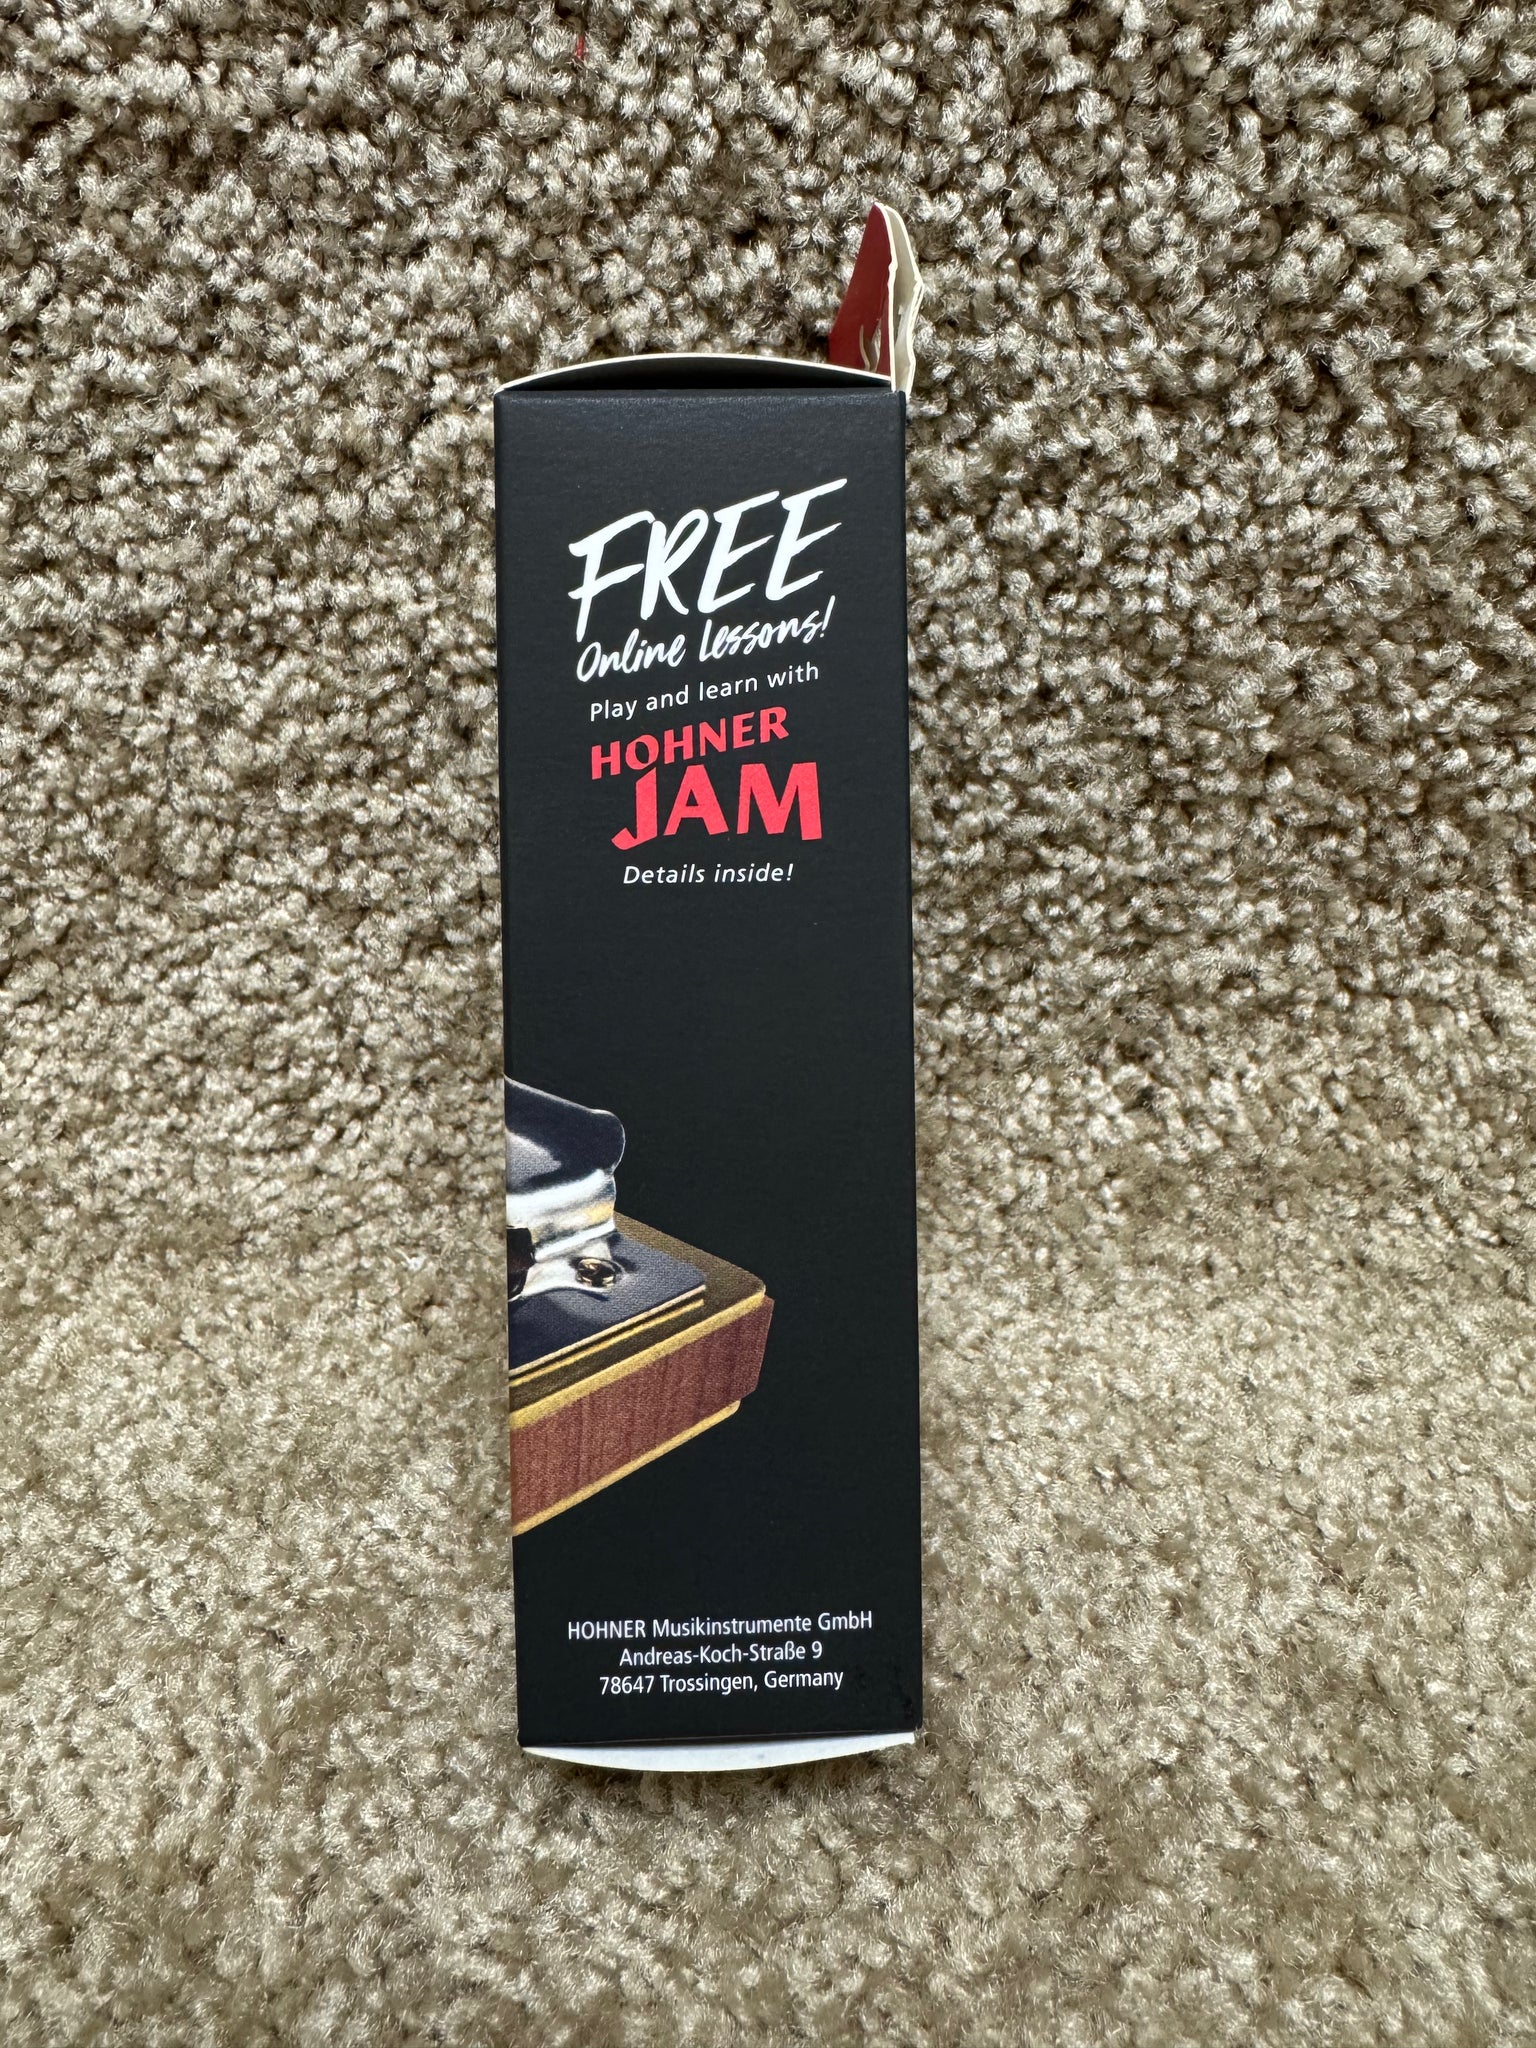 FREE
Online Lessons!
Play and learn with
HOHNER
JAM
Details inside!
HOHNER Musikinstrumente GmbH
Andreas-Koch-Straße 9
78647 Trossingen, Germany